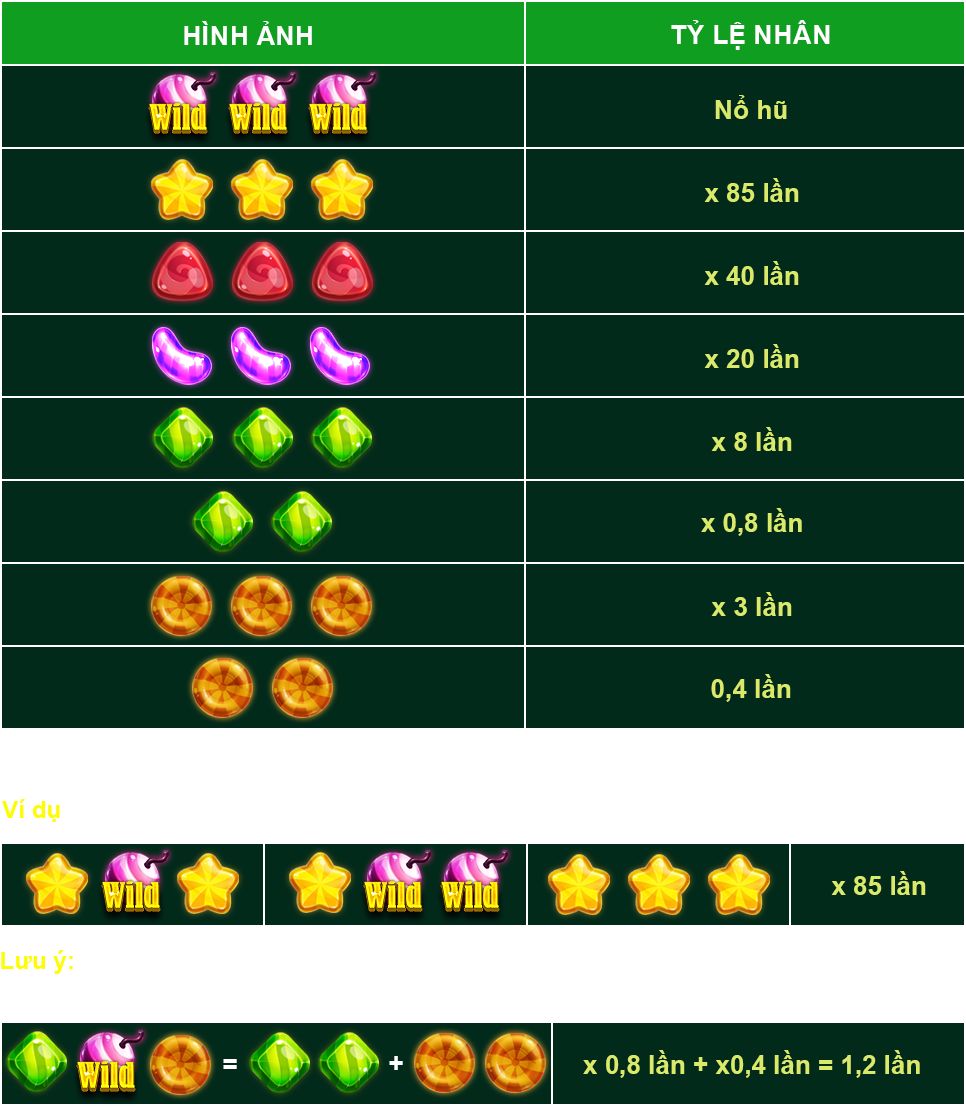 HÌNH ẢNH TỶ LỆ NHÂN
Wild Wild Wild Nổ hũ
x 85 lần
x 40 lần
x 20 lần
x 8 lần
x 0,8 lần
x 3 lần
0,4 lần
Ví dụ
Wild Wild Wild x 85 lần
Lưu ý:
Wild = + x 0,8 lần + x0,4 lần = 1,2 lần